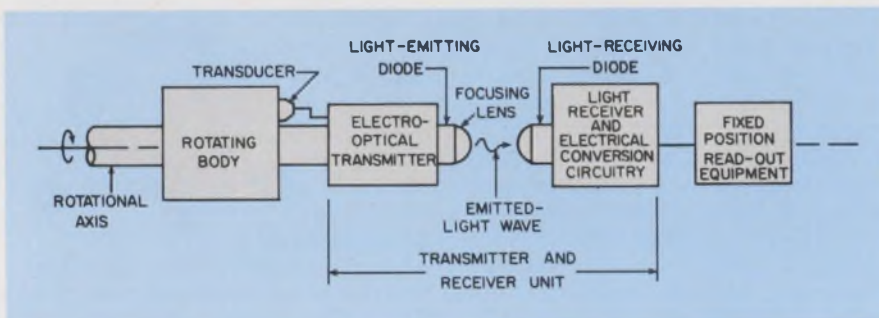 LIGHT-EMITTING
DIODE
LIGHT-RECEIVING
DIODE
TRANSDUCER
FOCUSING
LENS
ROTATING
BODY
ELECTRO-
OPTICAL
TRANSMITTER
LIGHT
RECEIVER
AND
ELECTRICAL
CONVERSION
CIRCUITRY
FIXED
POSITION
READ-OUT
EQUIPMENT
ROTATIONAL
AXIS
EMITTED-
LIGHT WAVE
TRANSMITTER AND
RECEIVER UNIT